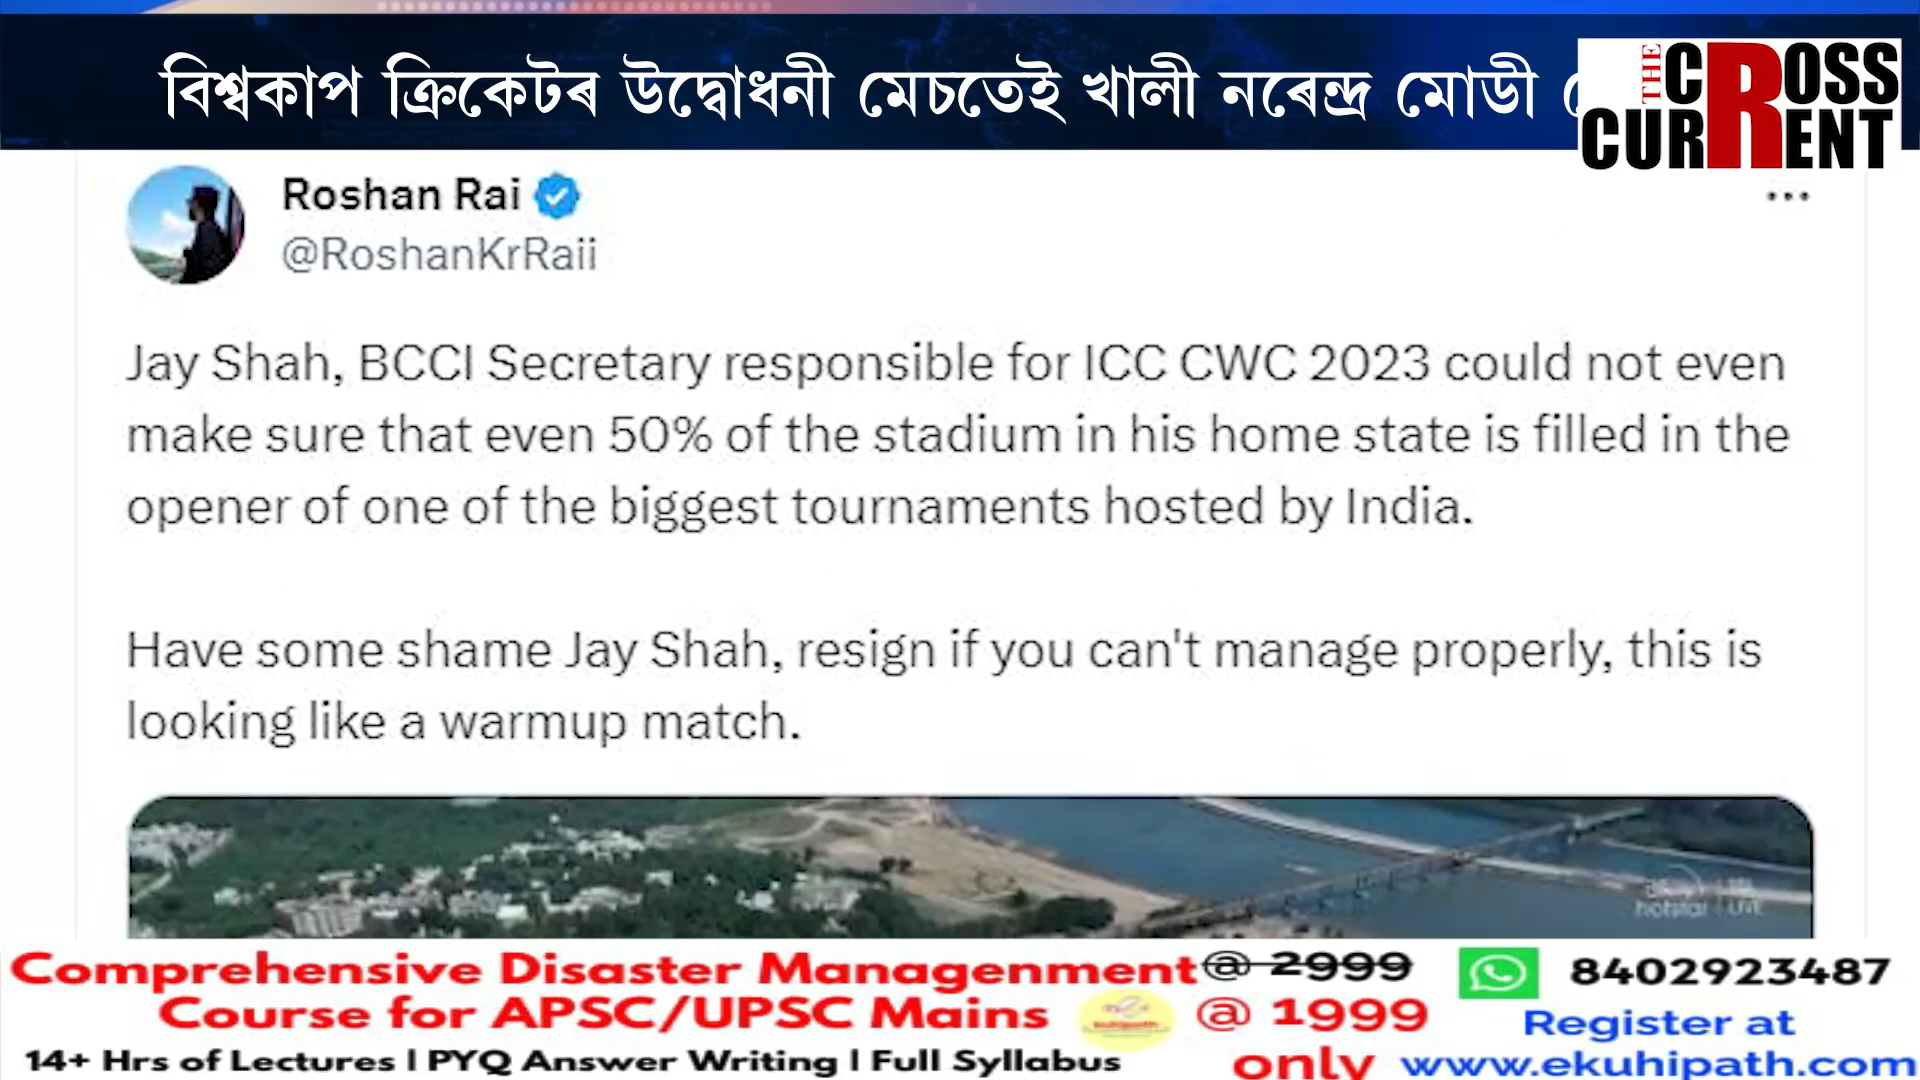 বিশ্বকাপ ক্ৰিকেটৰ উদ্বোধনী মেচতেই খালী নৰেন্দ্ৰ মোডী
THE CROSS
CURRENT
Roshan Rai
@RoshanKrRaii
Jay Shah, BCCI Secretary responsible for ICC CWC 2023 could not even
make sure that even 50% of the stadium in his home state is filled in the
opener of one of the biggest tournaments hosted by India.
Have some shame Jay Shah, resign if you can't manage properly, this is
looking like a warmup match.
hotstar LIVE
Comprehensive Disaster Managenment @ 2999
Course for APSC/UPSC Mains @ 1999
14+ Hrs of Lectures | PYQ Answer Writing | Full Syllabus only
8402923487
Register at
www.ekuhipath.com